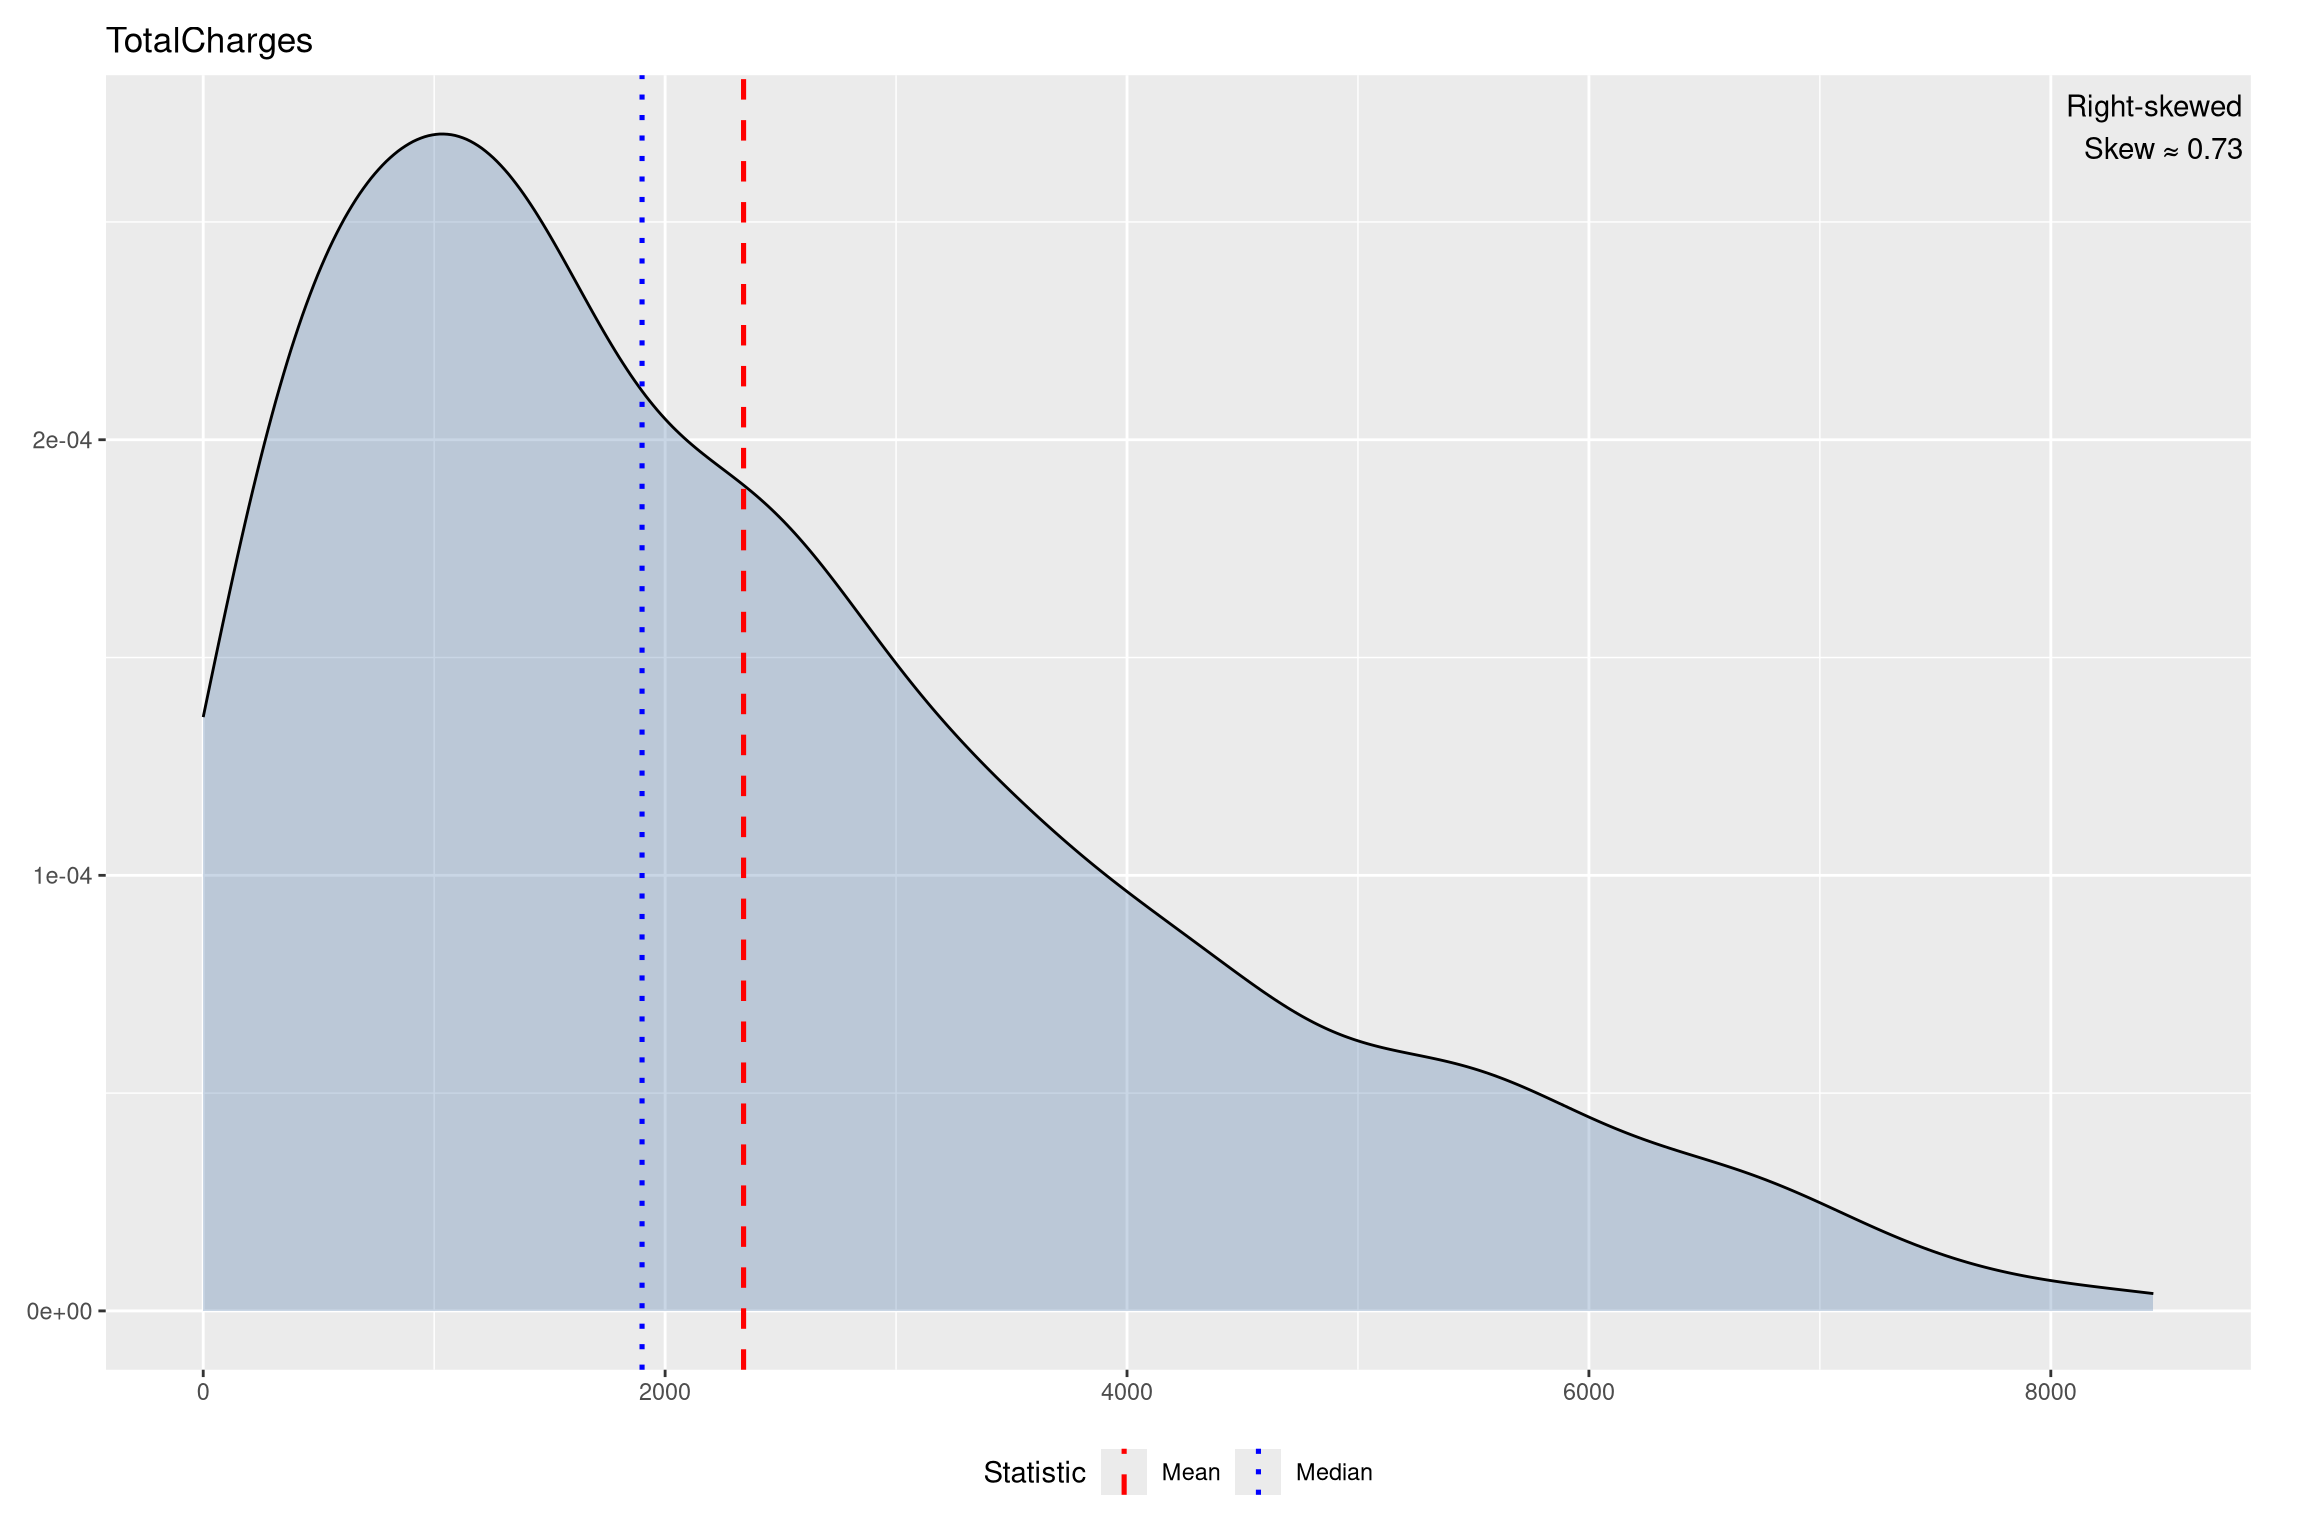 TotalCharges
Right-skewed
Skew ≈ 0.73
2e-04
1e-04
0e+00
0 2000 4000 6000 8000
Statistic Mean Median